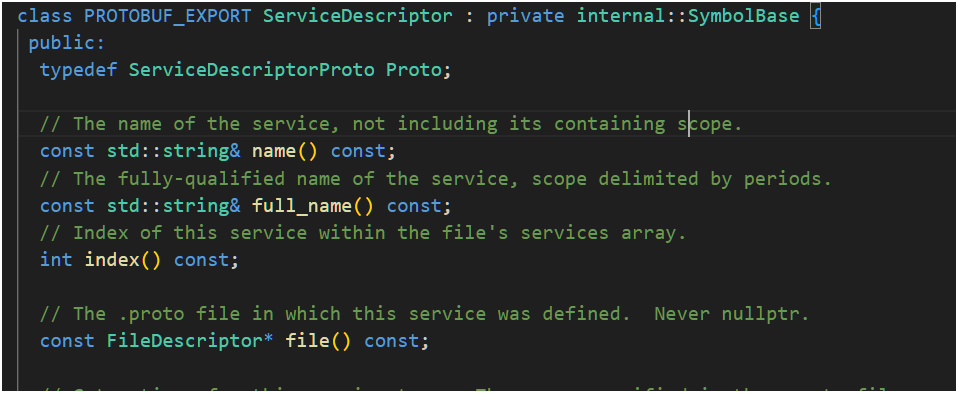 class PROTOBUF_EXPORT ServiceDescriptor : private internal::SymbolBase {
public:
typedef ServiceDescriptorProto Proto;
// The name of the service, not including its containing scope.
const std::string& name() const;
// The fully-qualified name of the service, scope delimited by periods.
const std::string& full_name() const;
// Index of this service within the file's services array.
int index() const;
// The .proto file in which this service was defined.  Never nullptr.
const FileDescriptor* file() const;